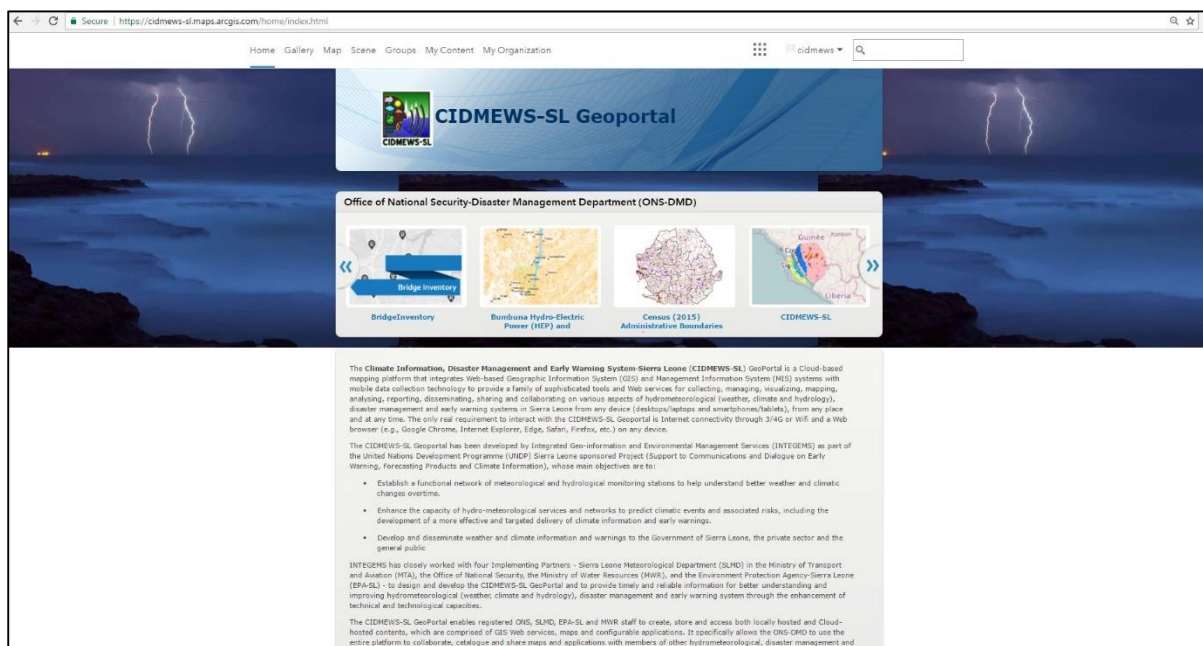 Secure | https://cidmews-sl.maps.arcgis.com/home/index.html
Home Gallery Map Scene Groups My Content My Organization
cidmews
CIDMEWS-SL
CIDMEWS-SL Geoportal
Office of National Security-Disaster Management Department (ONS-DMD)
Bridge Inventory
Guinée
Liberia
BridgeInventory
Bumbuna Hydro-Electric
Power (HEP) and
Census (2015)
Administrative Boundaries
CIDMEWS-SL
The Climate Information, Disaster Management and Early Warning System-Sierra Leone (CIDMEWS-SL) GeoPortal is a Cloud-based
mapping platform that integrates Web-based Geographic Information System (GIS) and Management Information System (MIS) systems with
mobile data collection technology to provide a family of sophisticated tools and Web services for collecting, managing, visualizing, mapping,
analysing, reporting, disseminating, sharing and collaborating on various aspects of hydrometeorological (weather, climate and hydrology),
disaster management and early warning systems in Sierra Leone from any device (desktops/laptops and smartphones/tablets), from any place
and at any time. The only real requirement to interact with the CIDMEWS-SL Geoportal is Internet connectivity through 3/4G or Wifi and a Web
browser (e.g., Google Chrome, Internet Explorer, Edge, Safari, Firefox, etc.) on any device.
The CIDMEWS-SL Geoportal has been developed by Integrated Geo-information and Environmental Management Services (INTEGEMS) as part of
the United Nations Development Programme (UNDP) Sierra Leone sponsored Project (Support to Communications and Dialogue on Early
Warning, Forecasting Products and Climate Information), whose main objectives are to:
• Establish a functional network of meteorological and hydrological monitoring stations to help understand better weather and climatic
changes overtime.
• Enhance the capacity of hydro-meteorological services and networks to predict climatic events and associated risks, including the
development of a more effective and targeted delivery of climate information and early warnings.
• Develop and disseminate weather and climate information and warnings to the Government of Sierra Leone, the private sector and the
general public
INTEGEMS has closely worked with four Implementing Partners - Sierra Leone Meteorological Department (SLMD) in the Ministry of Transport
and Aviation (MTA), the Office of National Security, the Ministry of Water Resources (MWR), and the Environment Protection Agency-Sierra Leone
(EPA-SL) - to design and develop the CIDMEWS-SL GeoPortal and to provide timely and reliable information for better understanding and
improving hydrometeorological (weather, climate and hydrology), disaster management and early warning system through the enhancement of
technical and technological capacities.
The CIDMEWS-SL GeoPortal enables registered ONS, SLMD, EPA-SL and MWR staff to create, store and access both locally hosted and Cloud-
hosted contents, which are comprised of GIS Web services, maps and configurable applications. It specifically allows the ONS-DMD to use the
entire platform to collaborate, catalogue and share maps and applications with members of other hydrometeorological, disaster management and